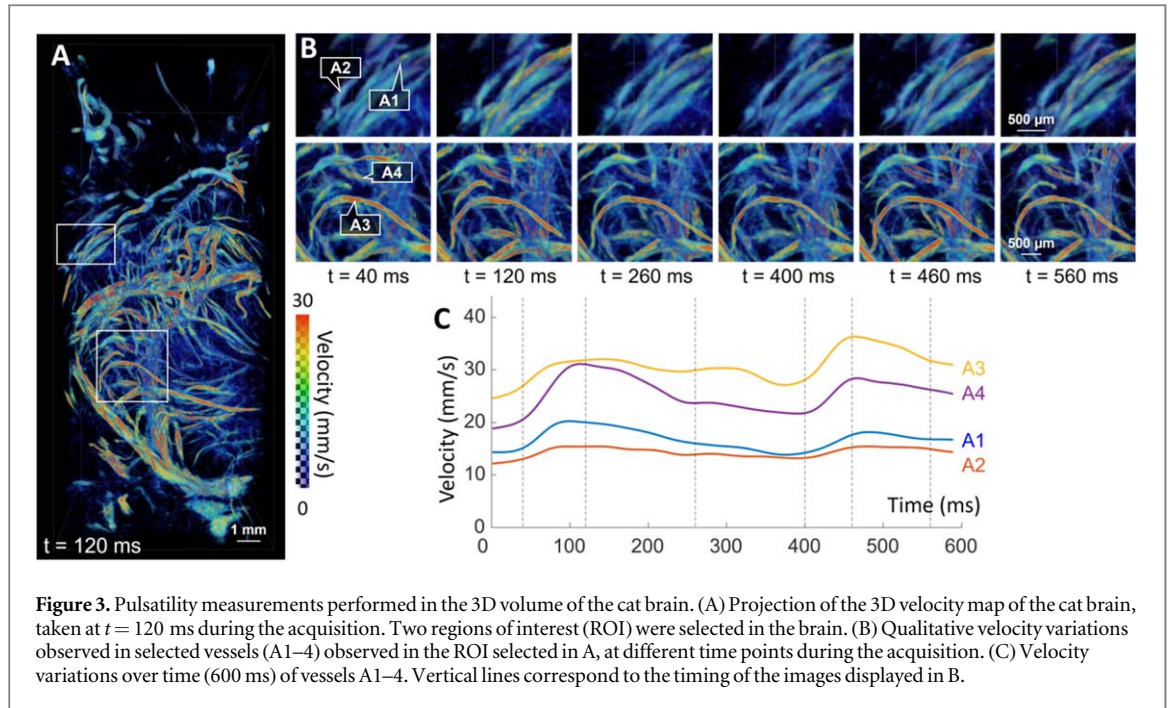 A
t = 120 ms
1 mm
30
Velocity (mm/s)
0
B
A2
A1
500 µm
A4
A3
500 µm
t = 40 ms t = 120 ms t = 260 ms t = 400 ms t = 460 ms t = 560 ms
C
Velocity (mm/s)
40
30
20
10
0
A3
A4
A1
A2
Time (ms)
0 100 200 300 400 500 600
Figure 3. Pulsatility measurements performed in the 3D volume of the cat brain. (A) Projection of the 3D velocity map of the cat brain,
taken at t = 120 ms during the acquisition. Two regions of interest (ROI) were selected in the brain. (B) Qualitative velocity variations
observed in selected vessels (A1–4) observed in the ROI selected in A, at different time points during the acquisition. (C) Velocity
variations over time (600 ms) of vessels A1–4. Vertical lines correspond to the timing of the images displayed in B.